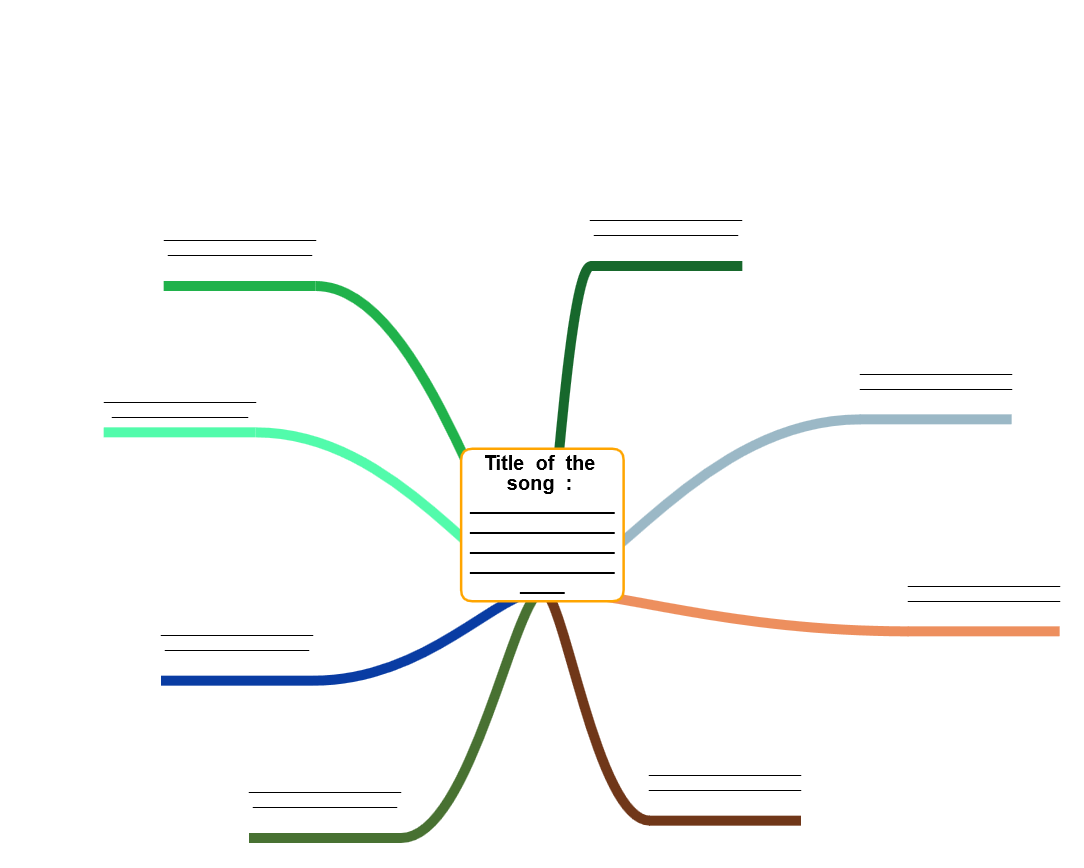 Title of the
song :